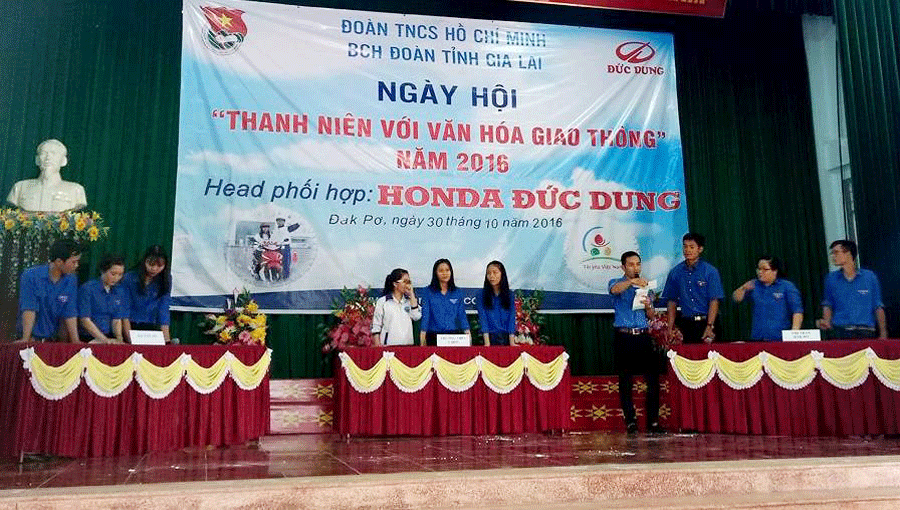 ĐOÀN TNCS HỒ CHÍ MINH
BCH ĐOÀN TỈNH GIA LAI
ĐỨC DUNG
NGÀY HỘI
“THANH NIÊN VỚI VĂN HÓA GIAO THÔNG”
NĂM 2016
Head phối hợp: HONDA ĐỨC DUNG
Đak Pơ, ngày 30 tháng 10 năm 2016